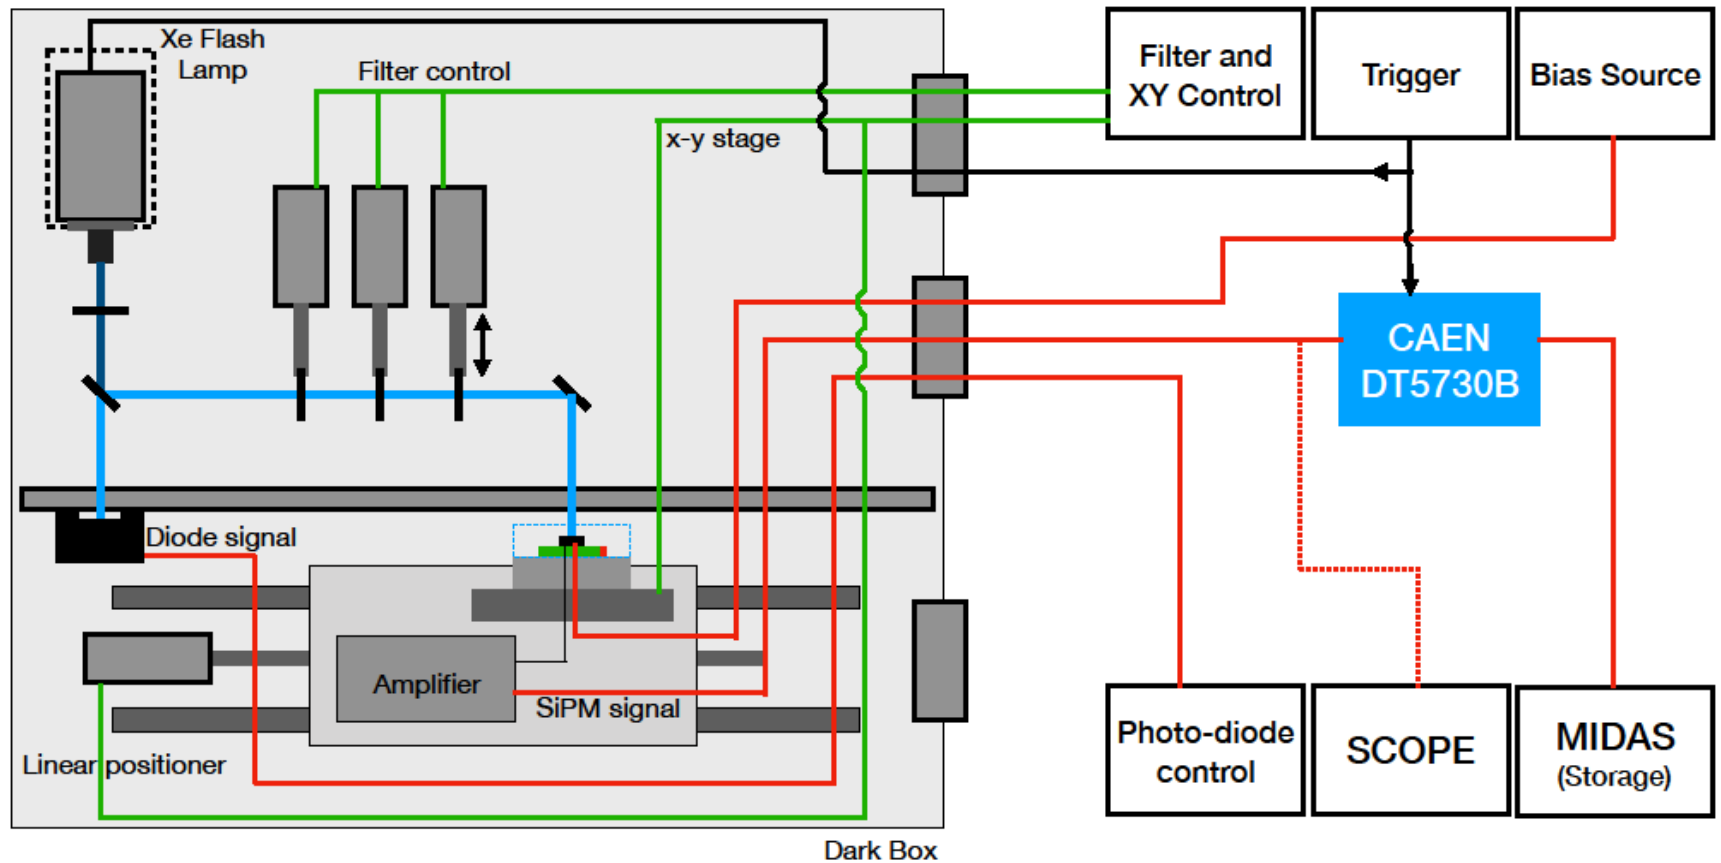 Xe Flash
Lamp
Filter control
x-y stage
Filter and
XY Control
Trigger
Bias Source
CAEN
DT5730B
Diode signal
Amplifier
SiPM signal
Linear positioner
Photo-diode
control
SCOPE
MIDAS
(Storage)
Dark Box